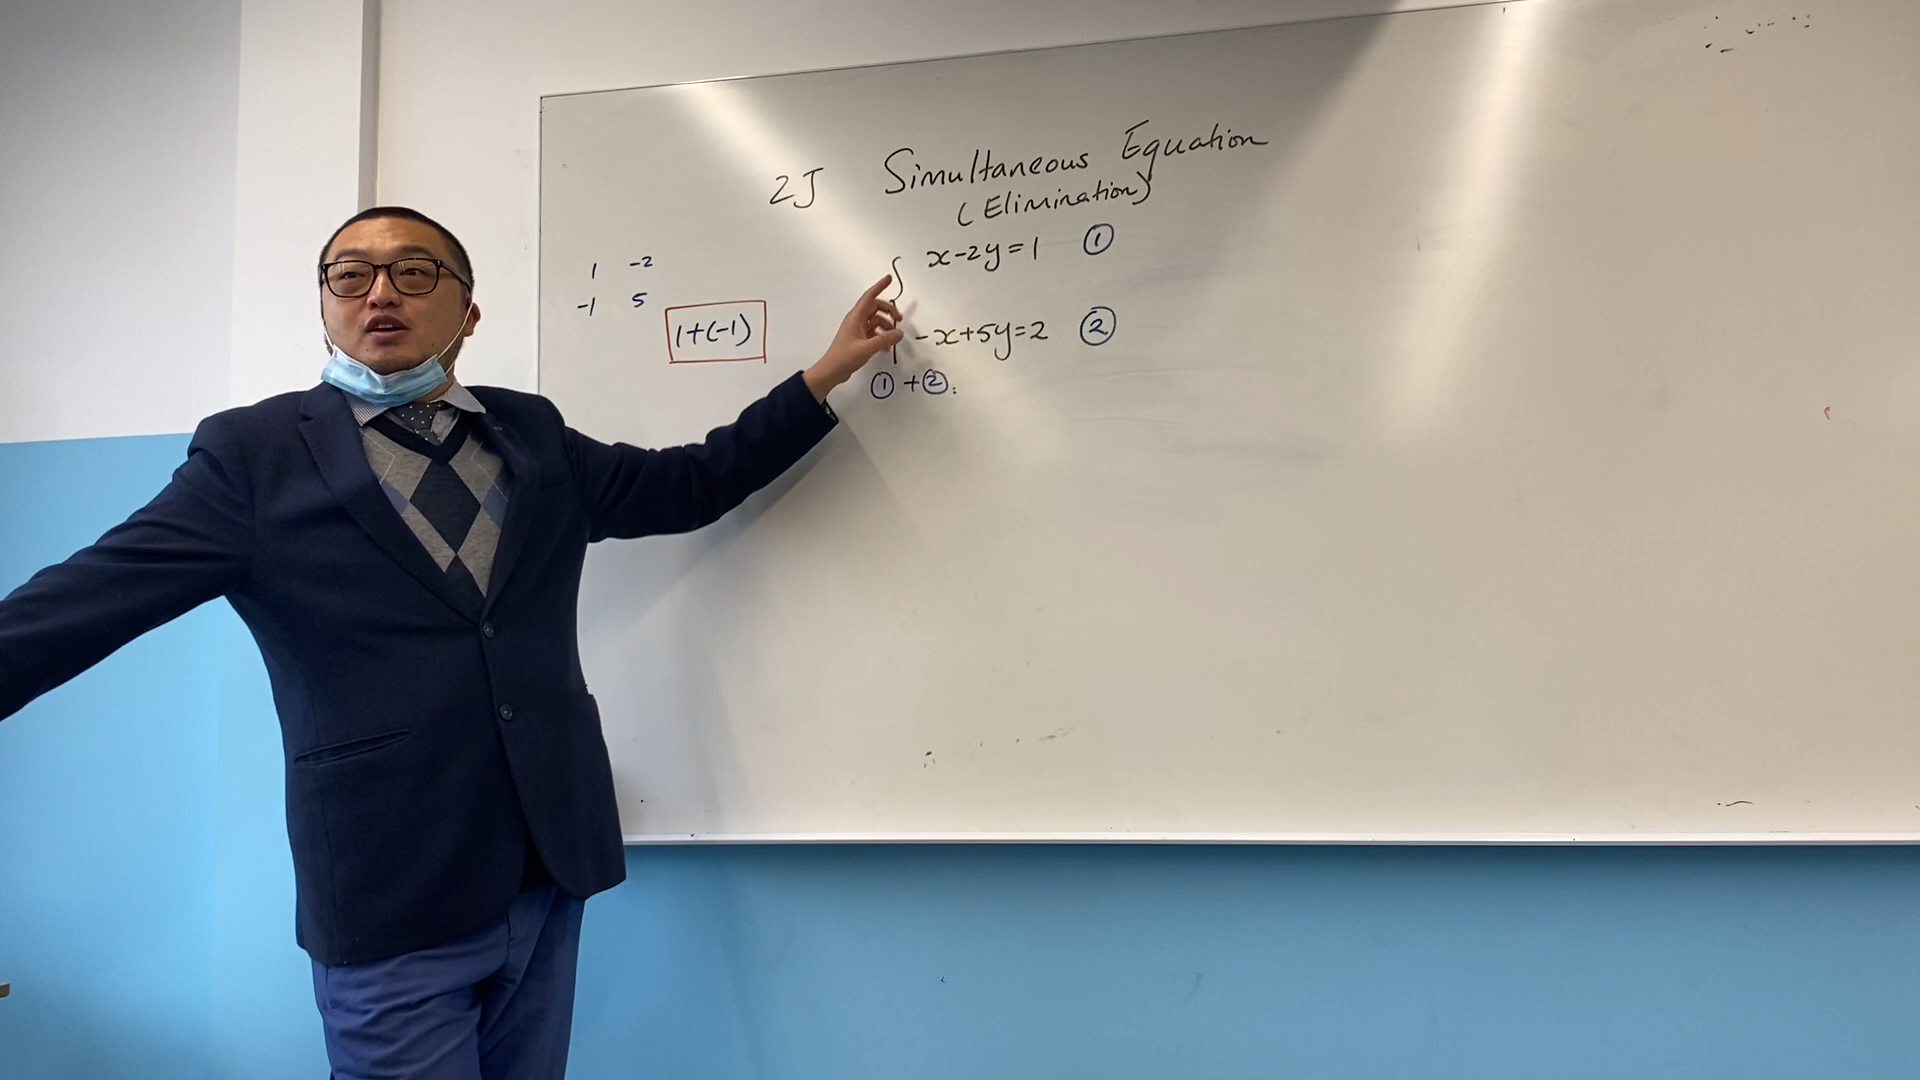 2J Simultaneous Equation
(Elimination)
1 -2
-1 5
1+(-1)
x-2y=1 ①
-x+5y=2 ②
①+②: